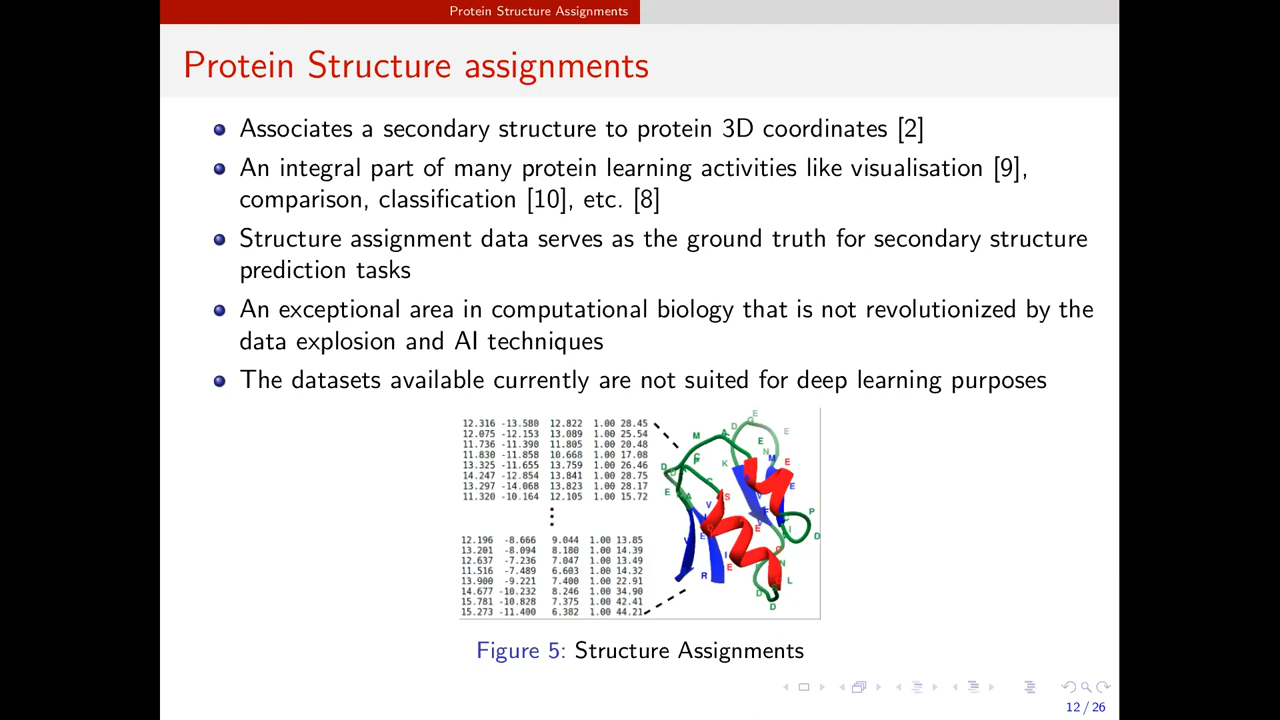 Protein Structure Assignments
Protein Structure assignments
Associates a secondary structure to protein 3D coordinates [2]
An integral part of many protein learning activities like visualisation [9],
comparison, classification [10], etc. [8]
Structure assignment data serves as the ground truth for secondary structure
prediction tasks
An exceptional area in computational biology that is not revolutionized by the
data explosion and AI techniques
The datasets available currently are not suited for deep learning purposes
12.316 -13.580 12.822 1.00 28.45
12.075 -12.153 13.089 1.00 25.54
11.736 -11.390 11.805 1.00 20.48
11.830 -11.858 10.668 1.00 17.08
13.325 -11.655 13.759 1.00 26.46
14.247 -12.854 13.841 1.00 28.75
13.297 -14.068 13.823 1.00 28.17
11.320 -10.164 12.105 1.00 15.72
12.196 -8.666 9.044 1.00 13.85
13.201 -8.094 8.180 1.00 14.39
12.637 -7.236 7.047 1.00 13.49
11.516 -7.489 6.603 1.00 14.32
13.900 -9.221 7.400 1.00 22.91
14.677 -10.232 8.246 1.00 34.90
15.781 -10.828 7.375 1.00 42.41
15.273 -11.400 6.382 1.00 44.21
Figure 5: Structure Assignments
12 / 26